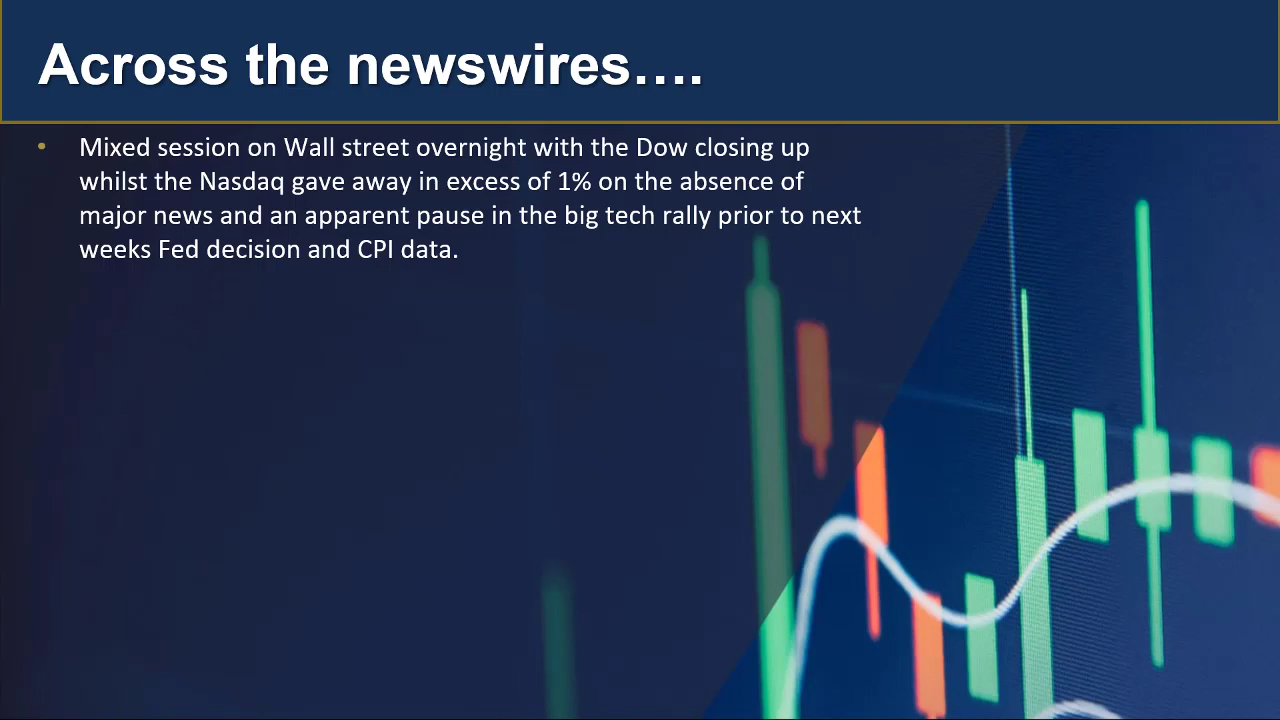 Across the newswires….
• Mixed session on Wall street overnight with the Dow closing up
whilst the Nasdaq gave away in excess of 1% on the absence of
major news and an apparent pause in the big tech rally prior to next
weeks Fed decision and CPI data.